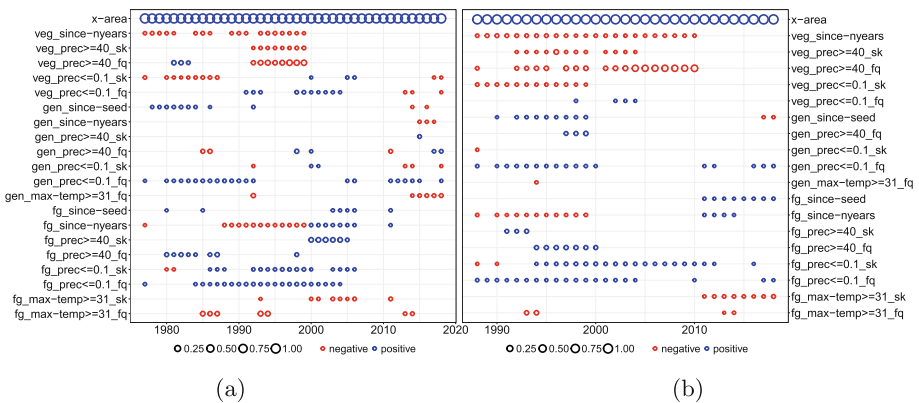 x-area
veg_since-nyears
veg_prec>=40_sk
veg_prec>=40_fq
veg_prec<=0.1_sk
veg_prec<=0.1_fq
gen_since-seed
gen_since-nyears
gen_prec>=40_sk
gen_prec>=40_fq
gen_prec<=0.1_sk
gen_prec<=0.1_fq
gen_max-temp>=31_fq
fg_since-seed
fg_since-nyears
fg_prec>=40_sk
fg_prec>=40_fq
fg_prec<=0.1_sk
fg_prec<=0.1_fq
fg_max-temp>=31_sk
fg_max-temp>=31_fq
1980 1990 2000 2010 2020
0.25 0.50 0.75 1.00 negative positive
(a)
x-area
veg_since-nyears
veg_prec>=40_sk
veg_prec>=40_fq
veg_prec<=0.1_sk
veg_prec<=0.1_fq
gen_since-seed
gen_prec>=40_fq
gen_prec<=0.1_sk
gen_prec<=0.1_fq
gen_max-temp>=31_fq
fg_since-seed
fg_since-nyears
fg_prec>=40_sk
fg_prec>=40_fq
fg_prec<=0.1_sk
fg_prec<=0.1_fq
fg_max-temp>=31_sk
fg_max-temp>=31_fq
1990 2000 2010
0.25 0.50 0.75 1.00 negative positive
(b)